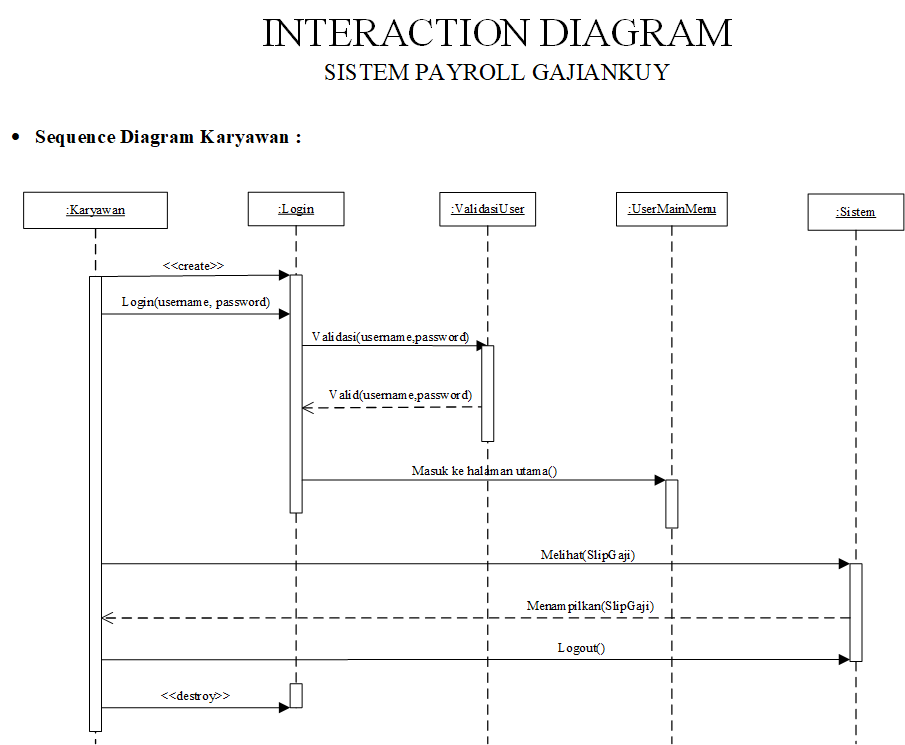 INTERACTION DIAGRAM
SISTEM PAYROLL GAJIANKUY
• Sequence Diagram Karyawan :
:Karyawan
:Login
:ValidasiUser
:UserMainMenu
:Sistem
<<create>>
Login(username, password)
Validasi(username,password)
Valid(username,password)
Masuk ke halaman utama()
Melihat(SlipGaji)
Menampilkan(SlipGaji)
Logout()
<<destroy>>